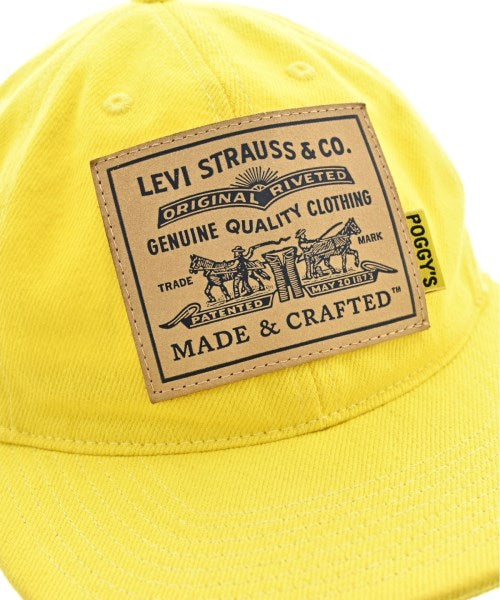 LEVI STRAUSS & CO.
ORIGINAL RIVETED
GENUINE QUALITY CLOTHING
TRADE MARK
PATENTED MAY 20 1873
MADE & CRAFTED™
POGGY'S